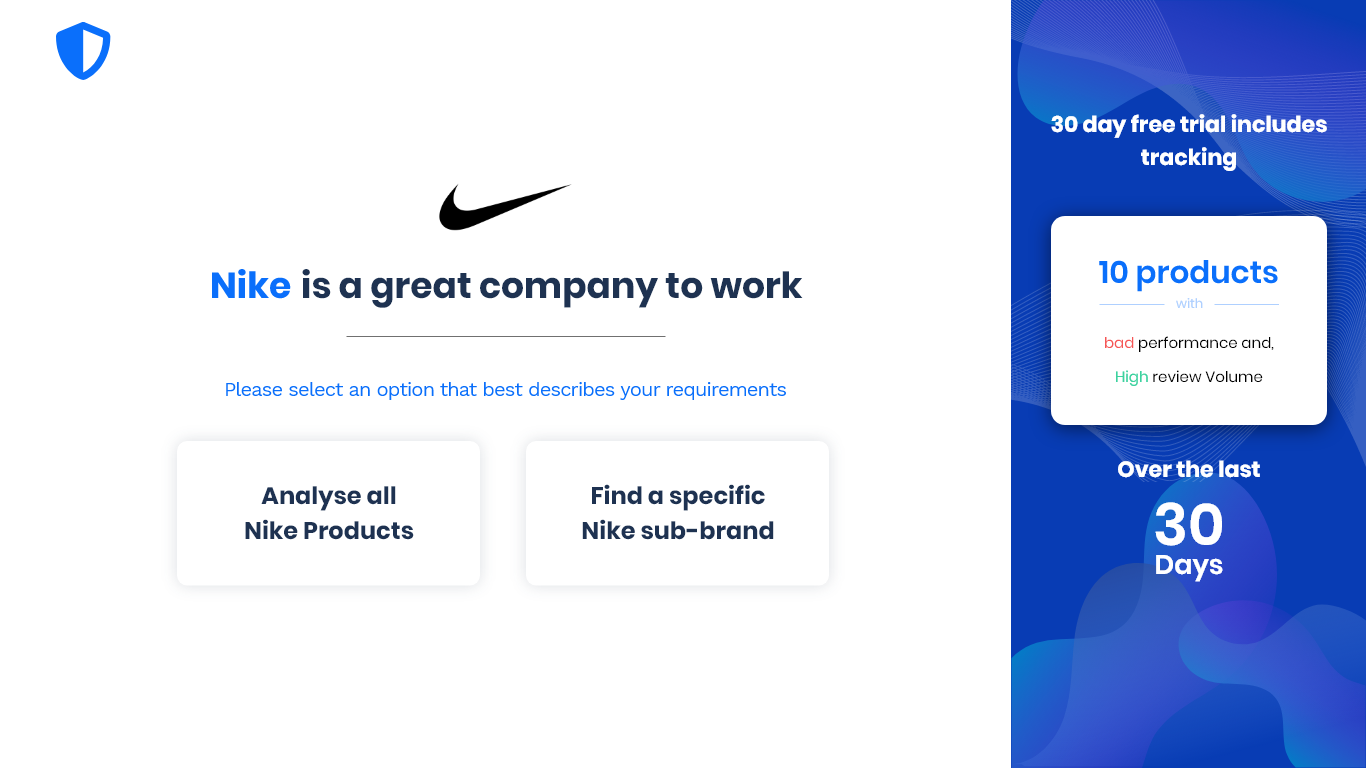 Nike is a great company to work
Please select an option that best describes your requirements
Analyse all
Nike Products
Find a specific
Nike sub-brand
30 day free trial includes
tracking
10 products
with
bad performance and,
High review Volume
Over the last
30
Days